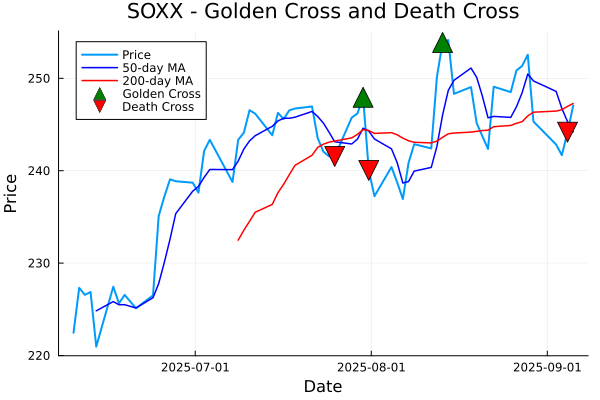 SOXX - Golden Cross and Death Cross
Price
50-day MA
200-day MA
Golden Cross
Death Cross
250
240
230
220
Price
2025-07-01
2025-08-01
2025-09-01
Date